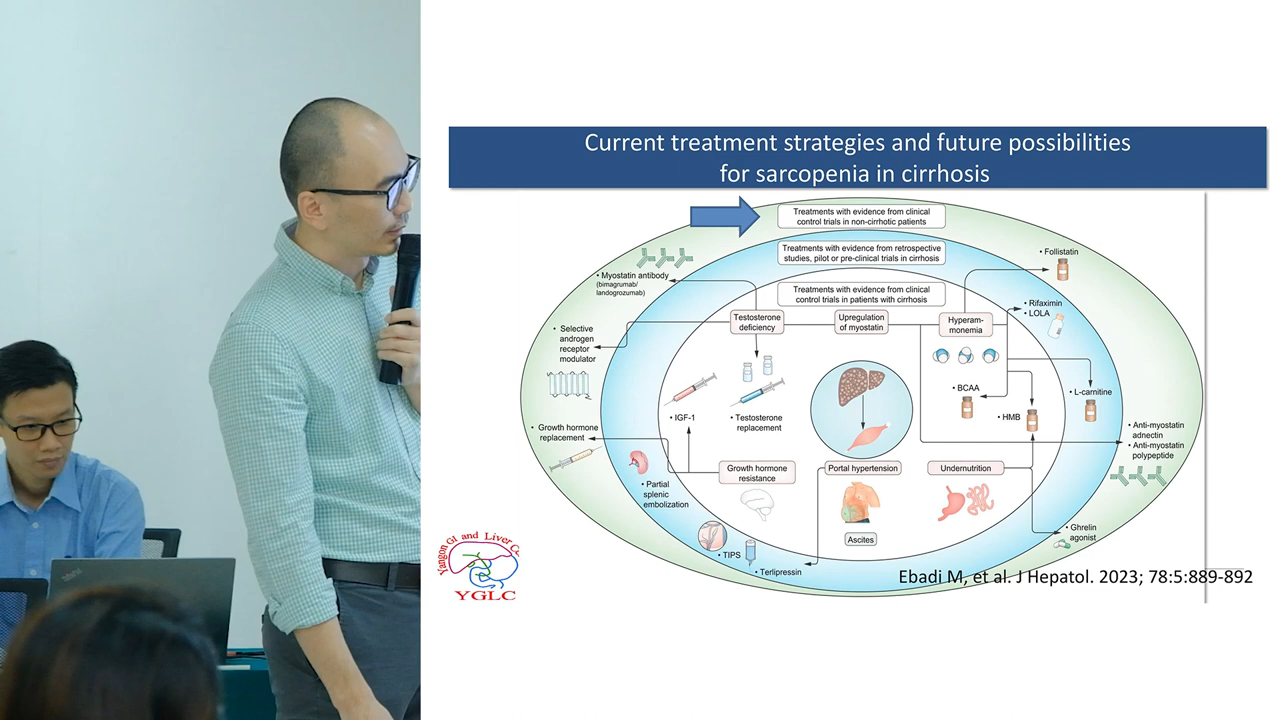 Current treatment strategies and future possibilities
for sarcopenia in cirrhosis
Treatments with evidence from clinical
control trials in non-cirrhotic patients
Treatments with evidence from retrospective
studies, pilot or pre-clinical trials in cirrhosis
Treatments with evidence from clinical
control trials in patients with cirrhosis
• Myostatin antibody
(bimagrumab/
landogrozumab)
• Follistatin
• Rifaximin
• LOLA
Testosterone
deficiency
Upregulation
of myostatin
Hyperam-
monemia
• Selective
androgen
receptor
modulator
• BCAA
• L-carnitine
• HMB
• IGF-1
• Testosterone
replacement
• Growth hormone
replacement
• Anti-myostatin
adnectin
• Anti-myostatin
polypeptide
Growth hormone
resistance
Portal hypertension
Undernutrition
• Partial
splenic
embolization
Ascites
• Ghrelin
agonist
• TIPS
• Terlipressin
Ebadi M, et al. J Hepatol. 2023; 78:5:889-892
Yangon GI and Liver C
YGLC